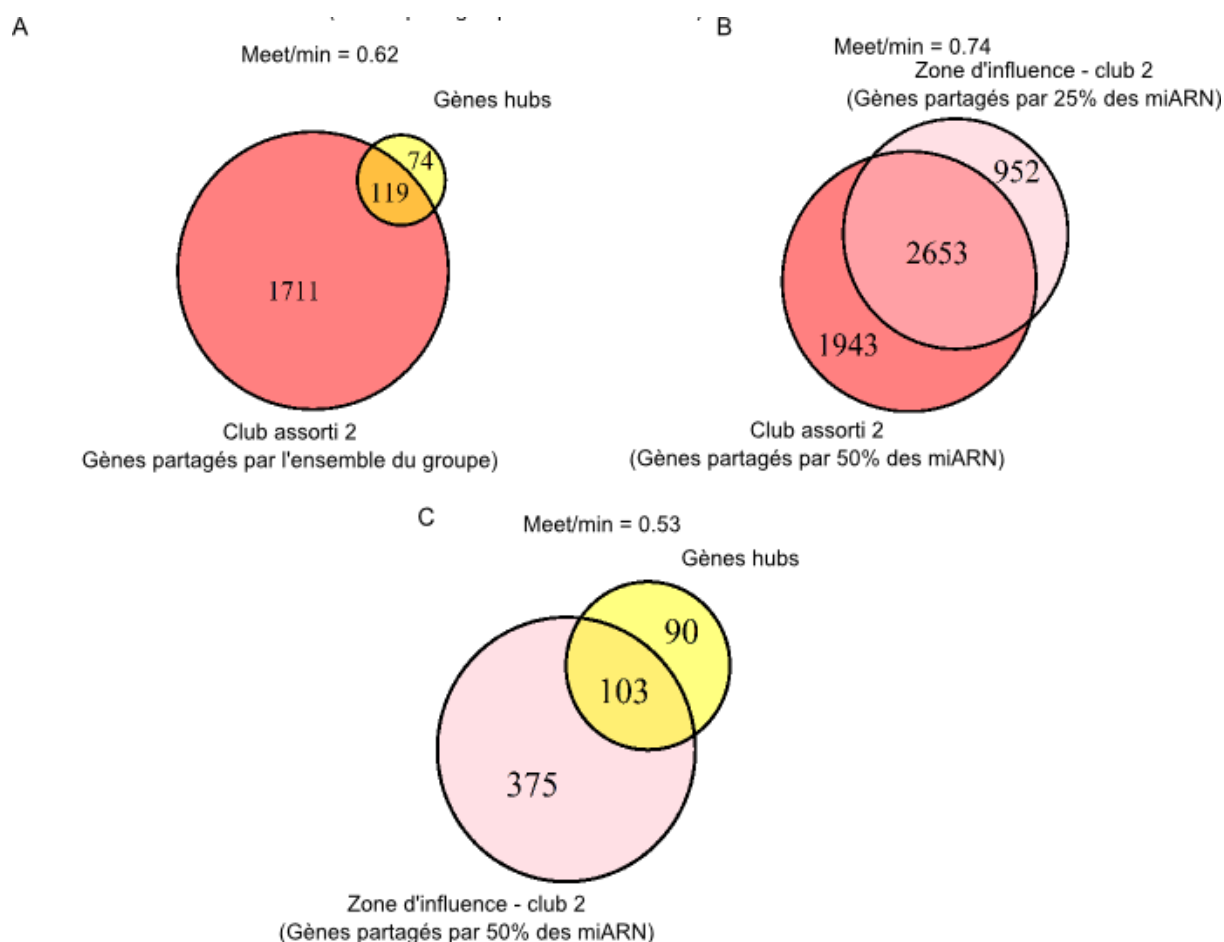 A
Meet/min = 0.62
Gènes hubs
74
119
1711
Club assorti 2
Gènes partagés par l'ensemble du groupe)
B
Meet/min = 0.74
Zone d'influence - club 2
(Gènes partagés par 25% des miARN)
952
2653
1943
Club assorti 2
(Gènes partagés par 50% des miARN)
C
Meet/min = 0.53
Gènes hubs
90
103
375
Zone d'influence - club 2
(Gènes partagés par 50% des miARN)